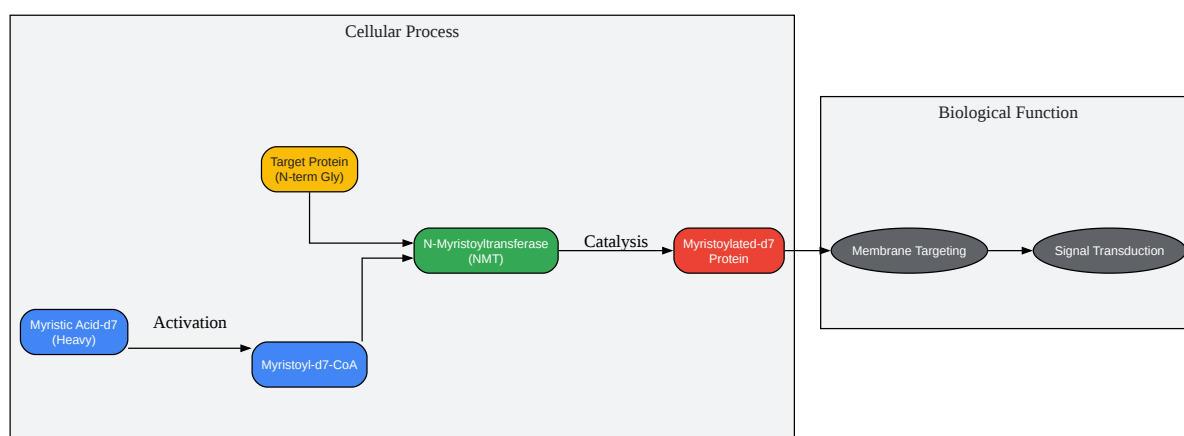 Cellular Process
Biological Function
Target Protein
(N-term Gly)
N-Myristoyltransferase
(NMT)
Catalysis
Myristoylated-d7
Protein
Membrane Targeting
Signal Transduction
Myristic Acid-d7
(Heavy)
Activation
Myristoyl-d7-CoA